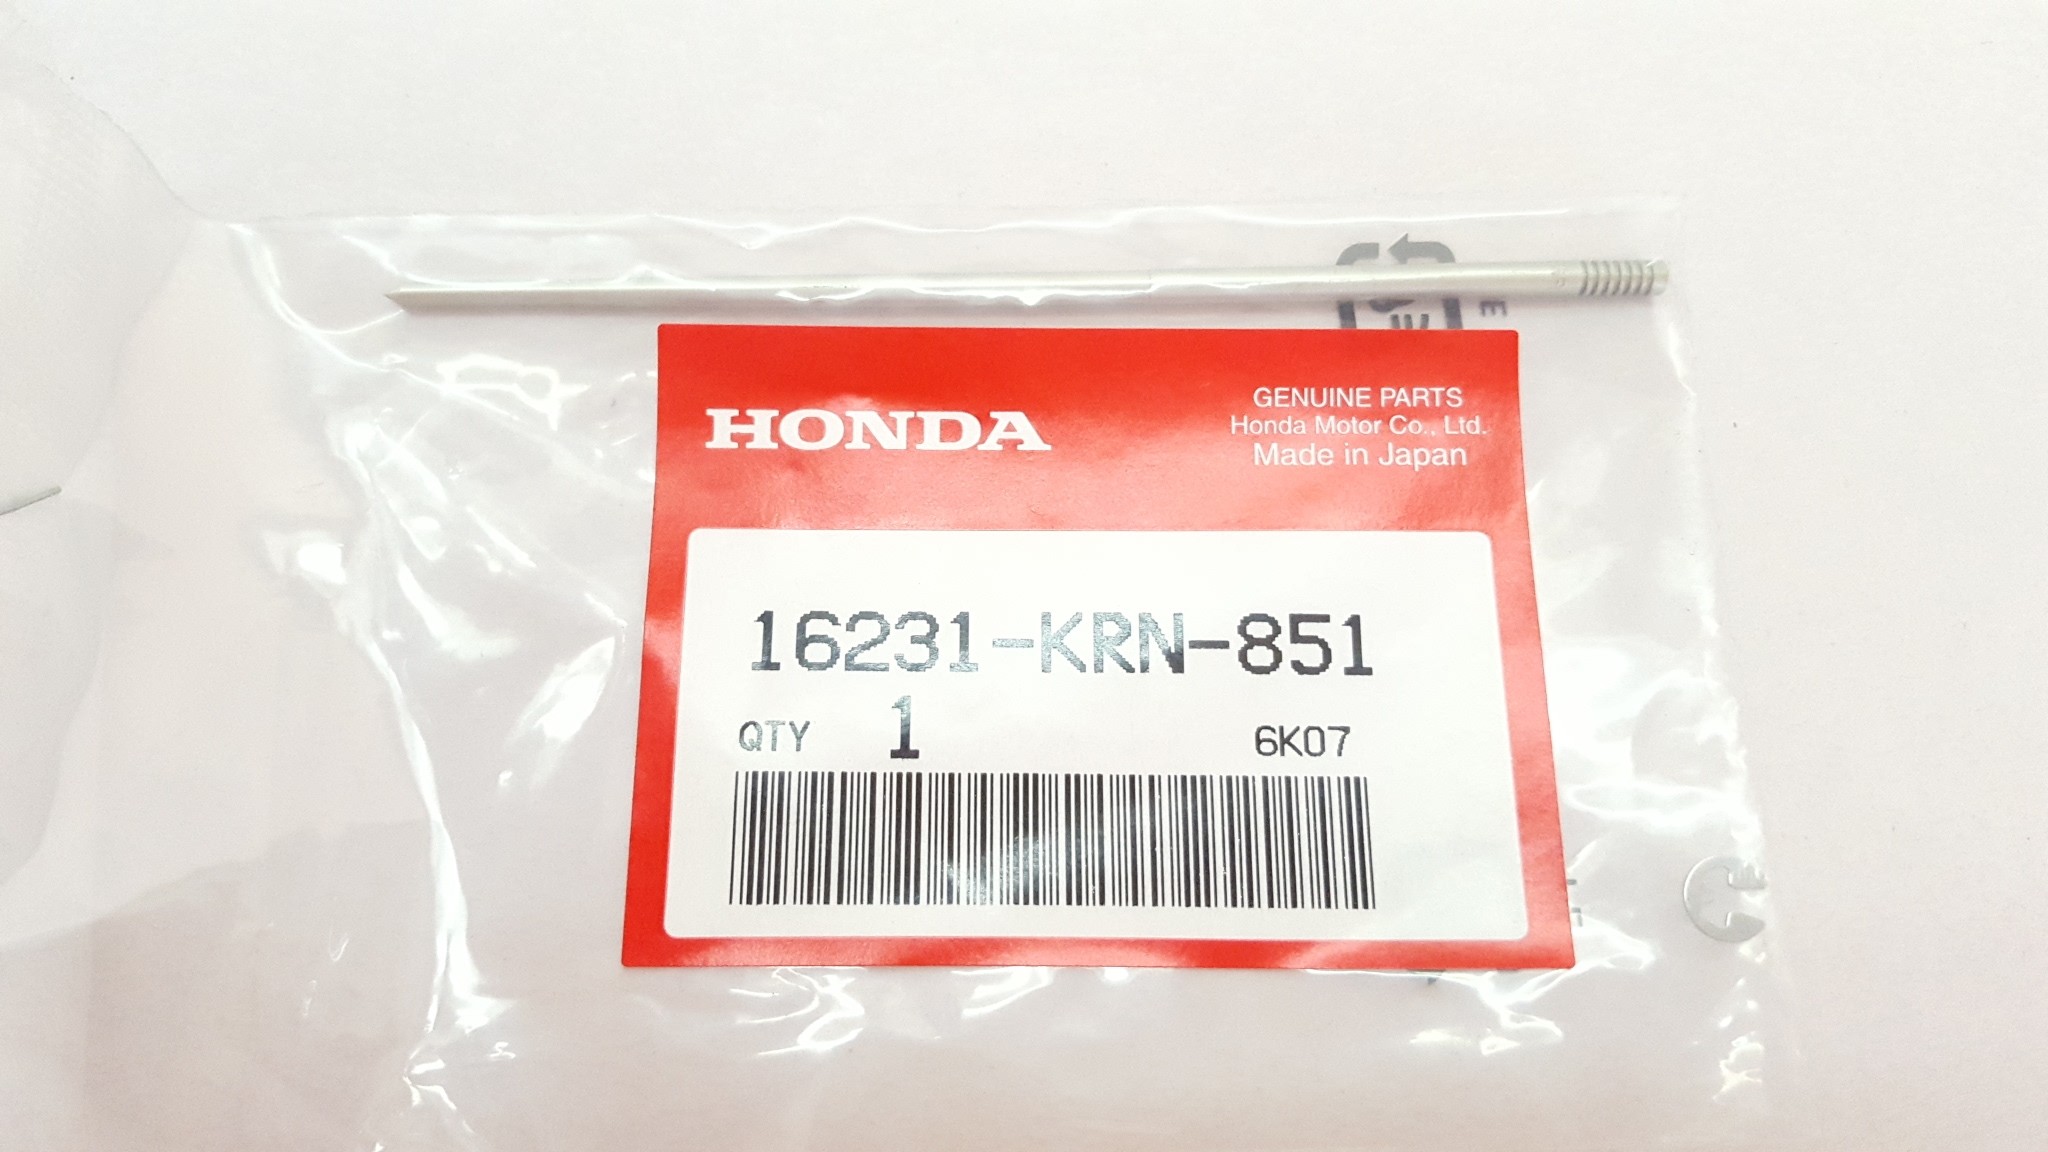 HONDA
GENUINE PARTS
Honda Motor Co., Ltd.
Made in Japan
16231-KRN-851
QTY 1 6K07